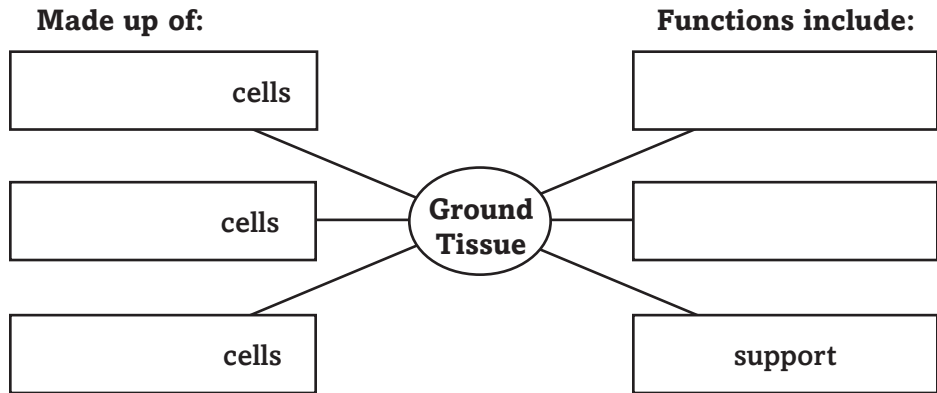 Made up of:
Functions include:
cells
cells
Ground
Tissue
cells
support